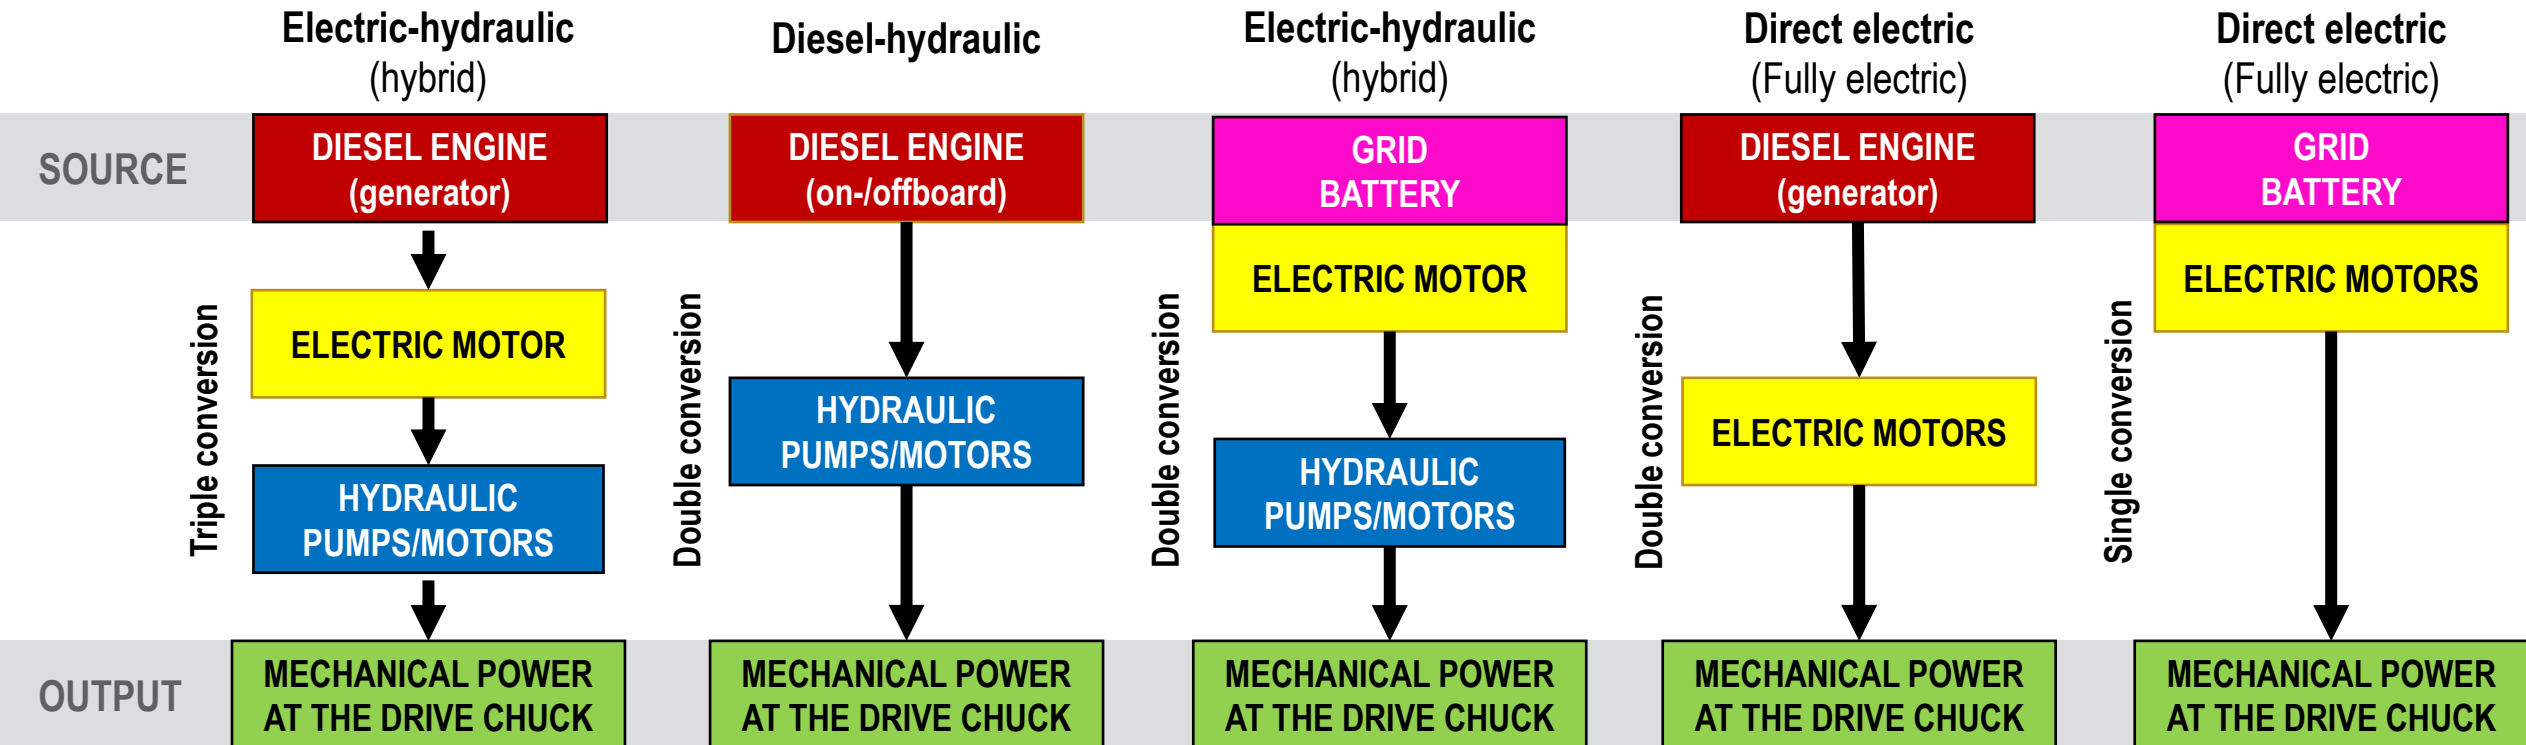 Electric-hydraulic
(hybrid)
Diesel-hydraulic
Electric-hydraulic
(hybrid)
Direct electric
(Fully electric)
Direct electric
(Fully electric)
SOURCE
DIESEL ENGINE
(generator)
DIESEL ENGINE
(on-/offboard)
GRID
BATTERY
DIESEL ENGINE
(generator)
GRID
BATTERY
Triple conversion
ELECTRIC MOTOR
HYDRAULIC
PUMPS/MOTORS
Double conversion
HYDRAULIC
PUMPS/MOTORS
Double conversion
ELECTRIC MOTOR
HYDRAULIC
PUMPS/MOTORS
Double conversion
ELECTRIC MOTORS
Single conversion
ELECTRIC MOTORS
OUTPUT
MECHANICAL POWER
AT THE DRIVE CHUCK
MECHANICAL POWER
AT THE DRIVE CHUCK
MECHANICAL POWER
AT THE DRIVE CHUCK
MECHANICAL POWER
AT THE DRIVE CHUCK
MECHANICAL POWER
AT THE DRIVE CHUCK